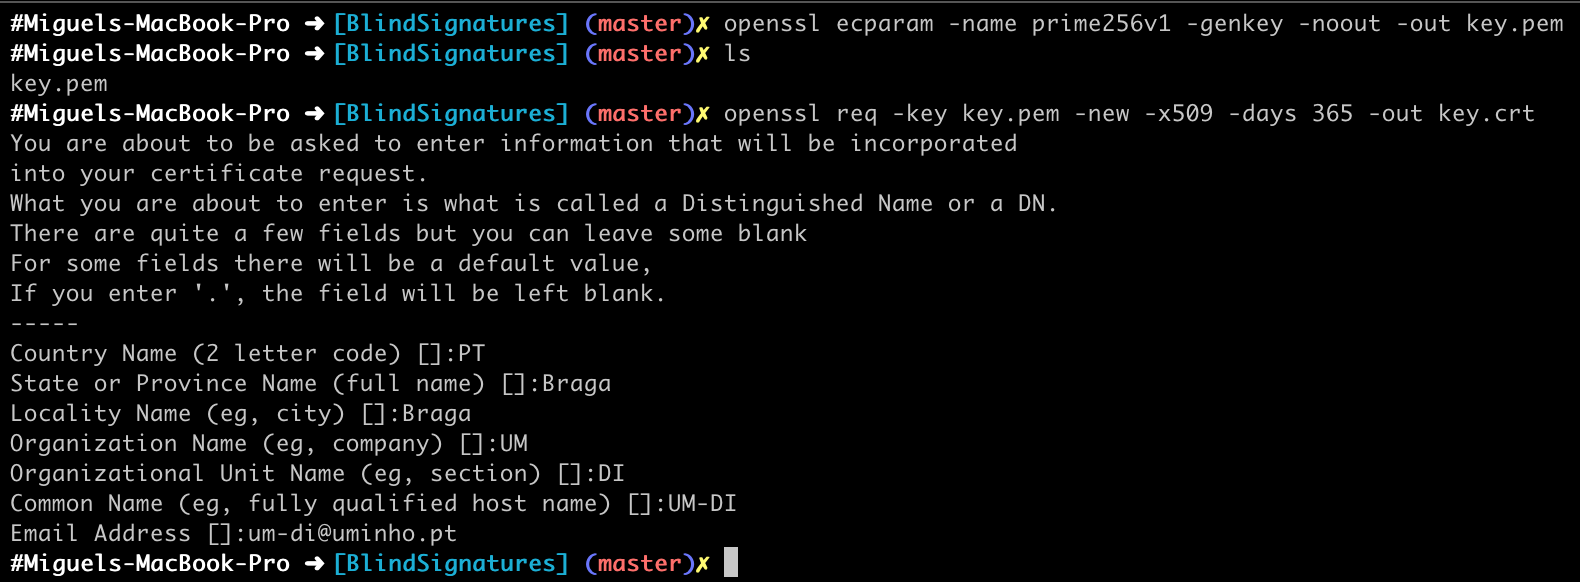 #Miguels-MacBook-Pro ➜ [BlindSignatures] (master)✗ openssl ecparam -name prime256v1 -genkey -noout -out key.pem
#Miguels-MacBook-Pro ➜ [BlindSignatures] (master)✗ ls
key.pem
#Miguels-MacBook-Pro ➜ [BlindSignatures] (master)✗ openssl req -key key.pem -new -x509 -days 365 -out key.crt
You are about to be asked to enter information that will be incorporated
into your certificate request.
What you are about to enter is what is called a Distinguished Name or a DN.
There are quite a few fields but you can leave some blank
For some fields there will be a default value,
If you enter '.', the field will be left blank.
-----
Country Name (2 letter code) []:PT
State or Province Name (full name) []:Braga
Locality Name (eg, city) []:Braga
Organization Name (eg, company) []:UM
Organizational Unit Name (eg, section) []:DI
Common Name (eg, fully qualified host name) []:UM-DI
Email Address []:um-di@uminho.pt
#Miguels-MacBook-Pro ➜ [BlindSignatures] (master)✗